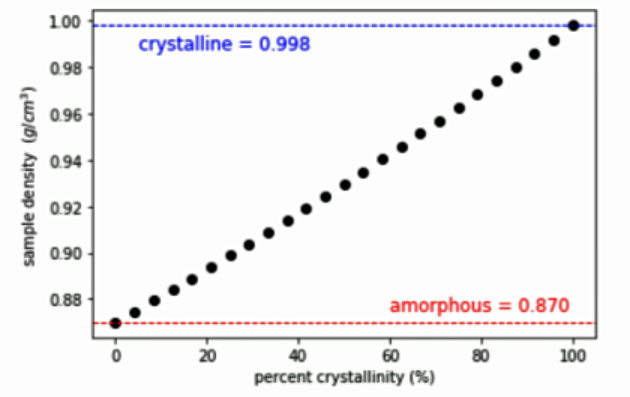 1.00
crystalline = 0.998
0.98
0.96
0.94
0.92
0.90
0.88
sample density (g/cm³)
amorphous = 0.870
0 20 40 60 80 100
percent crystallinity (%)